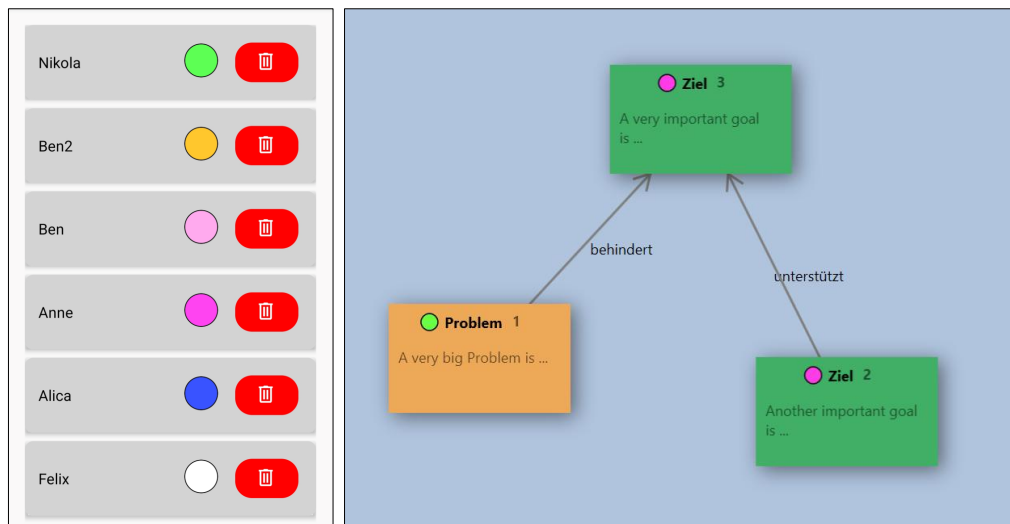 Nikola
Ben2
Ben
Anne
Alica
Felix
Ziel 3
A very important goal
is ...
behindert
unterstützt
Problem 1
A very big Problem is ...
Ziel 2
Another important goal
is ...